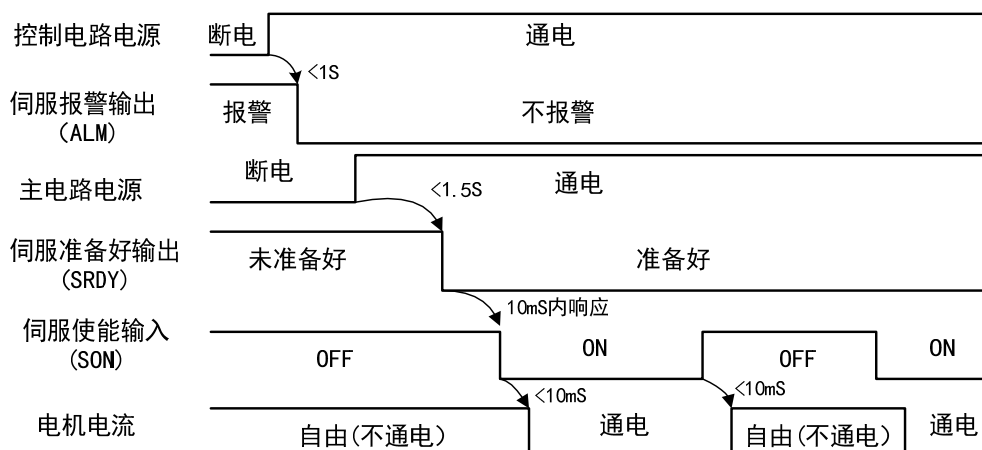 控制电路电源 断电 通电
<1S
伺服报警输出
(ALM)
报警 不报警
主电路电源 断电 通电
<1.5S
伺服准备好输出
(SRDY)
未准备好 准备好
10mS内响应
伺服使能输入
(SON)
OFF ON OFF ON
<10mS <10mS
电机电流 自由(不通电) 通电 自由(不通电) 通电